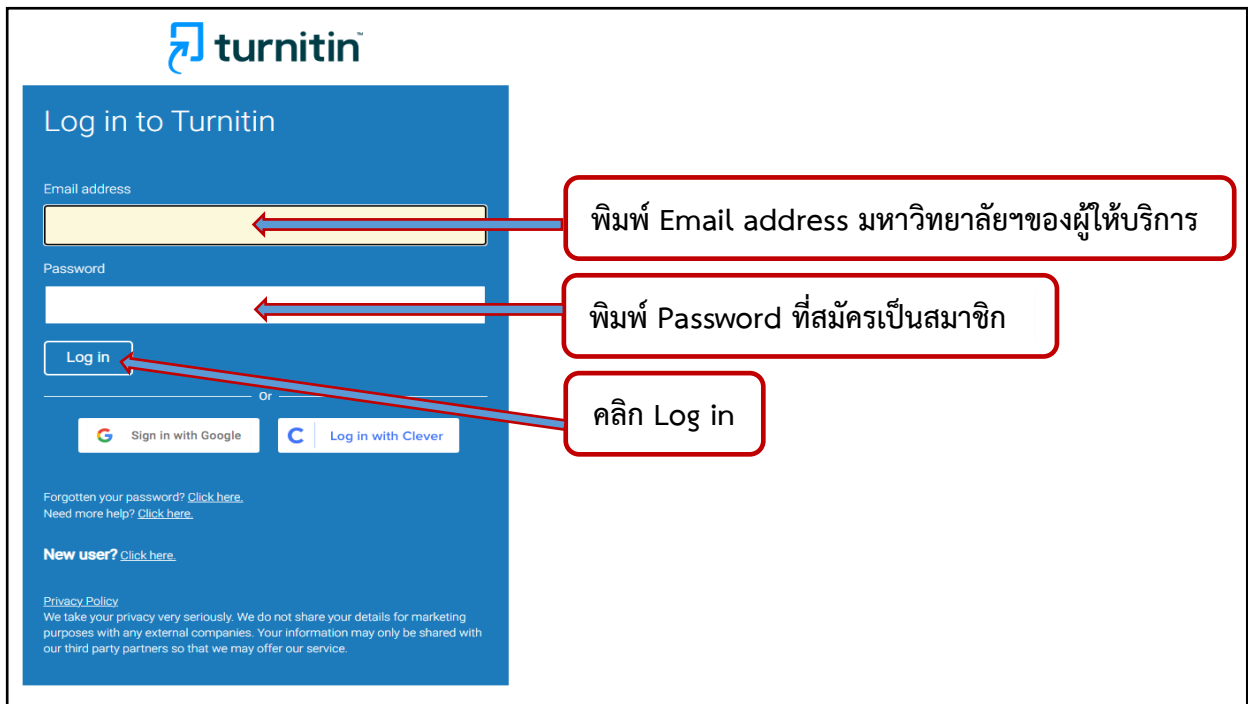 turnitin™
Log in to Turnitin
Email address
พิมพ์ Email address มหาวิทยาลัยฯของผู้ให้บริการ
Password
พิมพ์ Password ที่สมัครเป็นสมาชิก
Log in
คลิก Log in
Or
G Sign in with Google
C Log in with Clever
Forgotten your password? Click here.
Need more help? Click here.
New user? Click here.
Privacy Policy
We take your privacy very seriously. We do not share your details for marketing
purposes with any external companies. Your information may only be shared with
our third party partners so that we may offer our service.